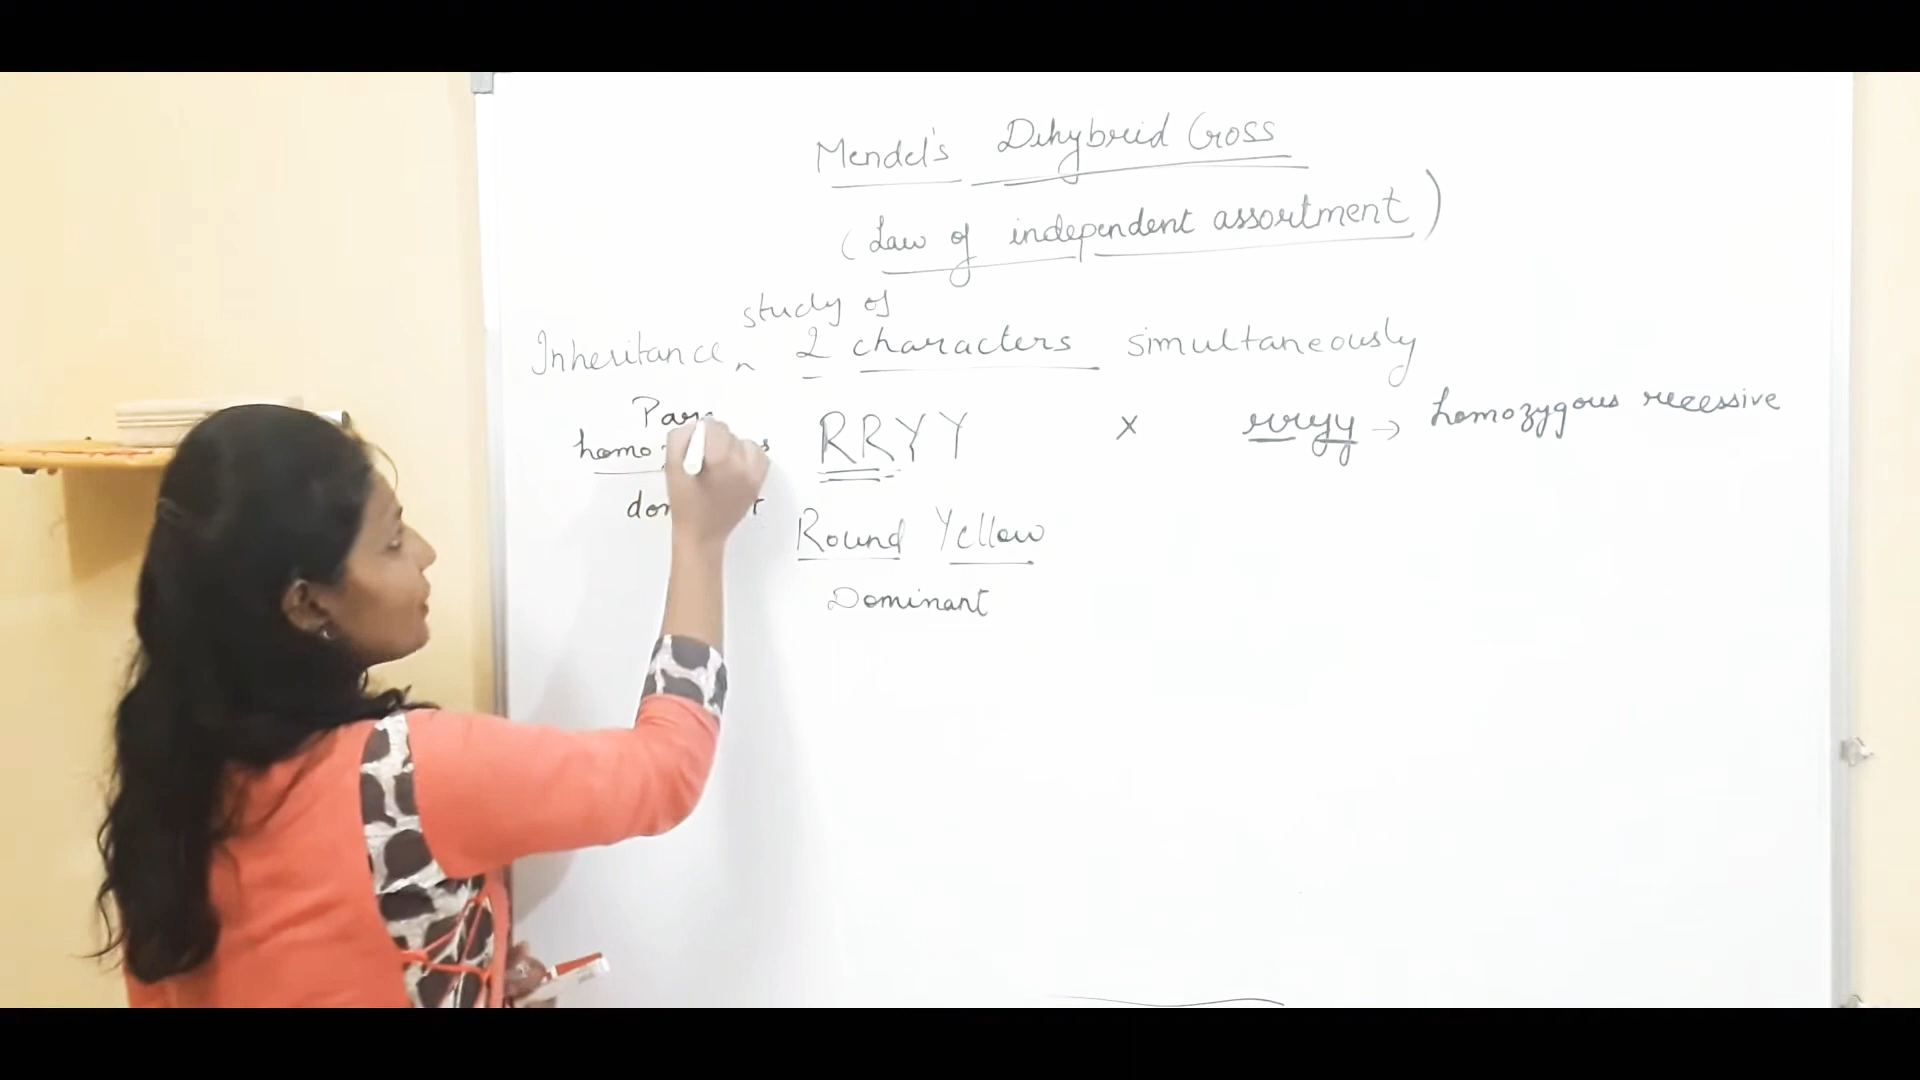 Mendel's Dihybrid Cross
(Law of independent assortment)
study of
Inheritance ^ 2 characters simultaneously
RRYY x rryy → homozygous recessive
Round Yellow
Dominant